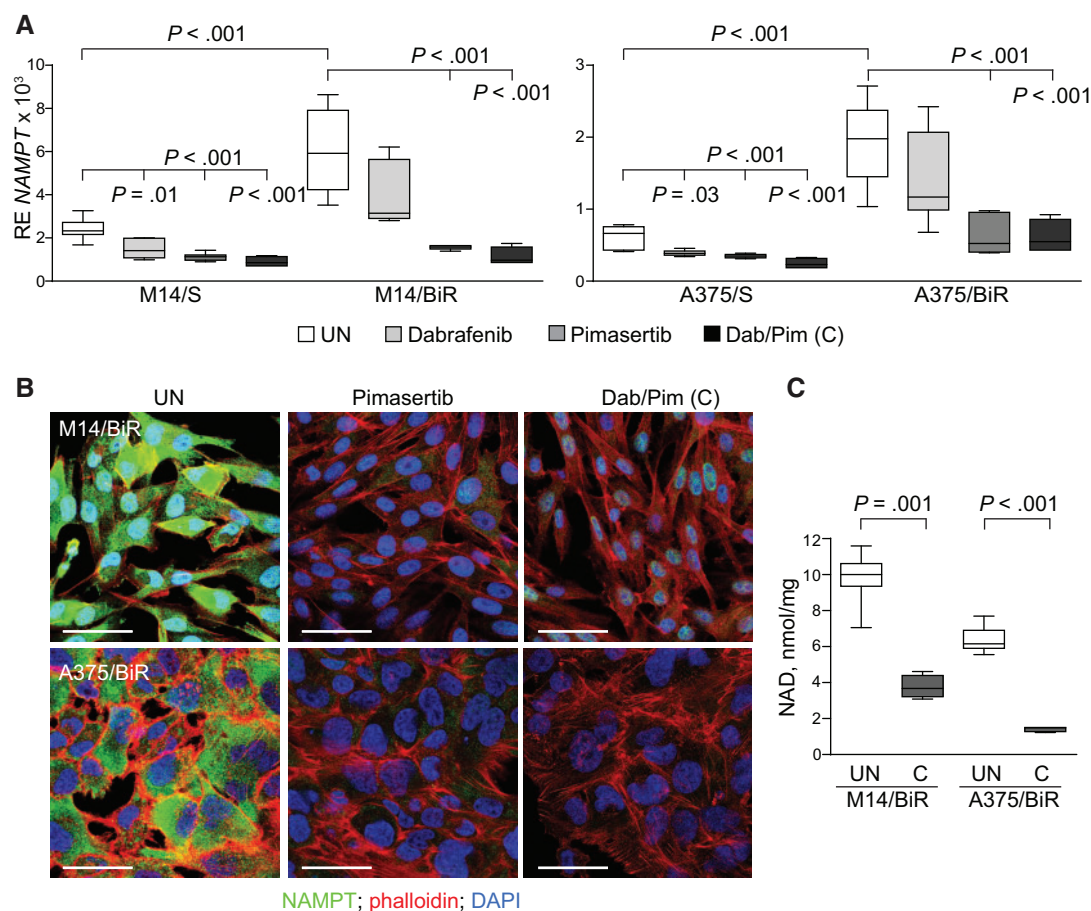 A
P < .001
P < .001
P < .001
P < .001
P = .01
P < .001
RE NAMPT x 10³
10
8
6
4
2
0
M14/S
M14/BiR
P < .001
P < .001
P < .001
P < .001
P = .03
P < .001
3
2
1
0
A375/S
A375/BiR
UN
Dabrafenib
Pimasertib
Dab/Pim (C)
B
UN
Pimasertib
Dab/Pim (C)
M14/BiR
A375/BiR
NAMPT; phalloidin; DAPI
C
P = .001
P < .001
NAD, nmol/mg
12
10
8
6
4
2
0
UN
C
UN
C
M14/BiR
A375/BiR